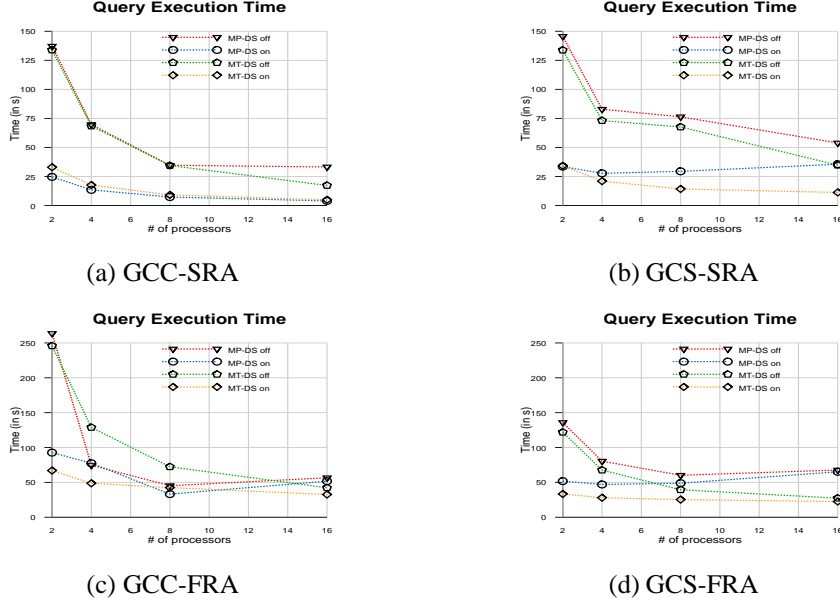 Query Execution Time
150
125
100
75
50
25
0
Time (in s)
MP-DS off
MP-DS on
MT-DS off
MT-DS on
2 4 6 8 10 12 14 16
# of processors
(a) GCC-SRA
Query Execution Time
150
125
100
75
50
25
0
Time (in s)
MP-DS off
MP-DS on
MT-DS off
MT-DS on
2 4 6 8 10 12 14 16
# of processors
(b) GCS-SRA
Query Execution Time
250
200
150
100
50
0
Time (in s)
MP-DS off
MP-DS on
MT-DS off
MT-DS on
2 4 6 8 10 12 14 16
# of processors
(c) GCC-FRA
Query Execution Time
250
200
150
100
50
0
Time (in s)
MP-DS off
MP-DS on
MT-DS off
MT-DS on
2 4 6 8 10 12 14 16
# of processors
(d) GCS-FRA